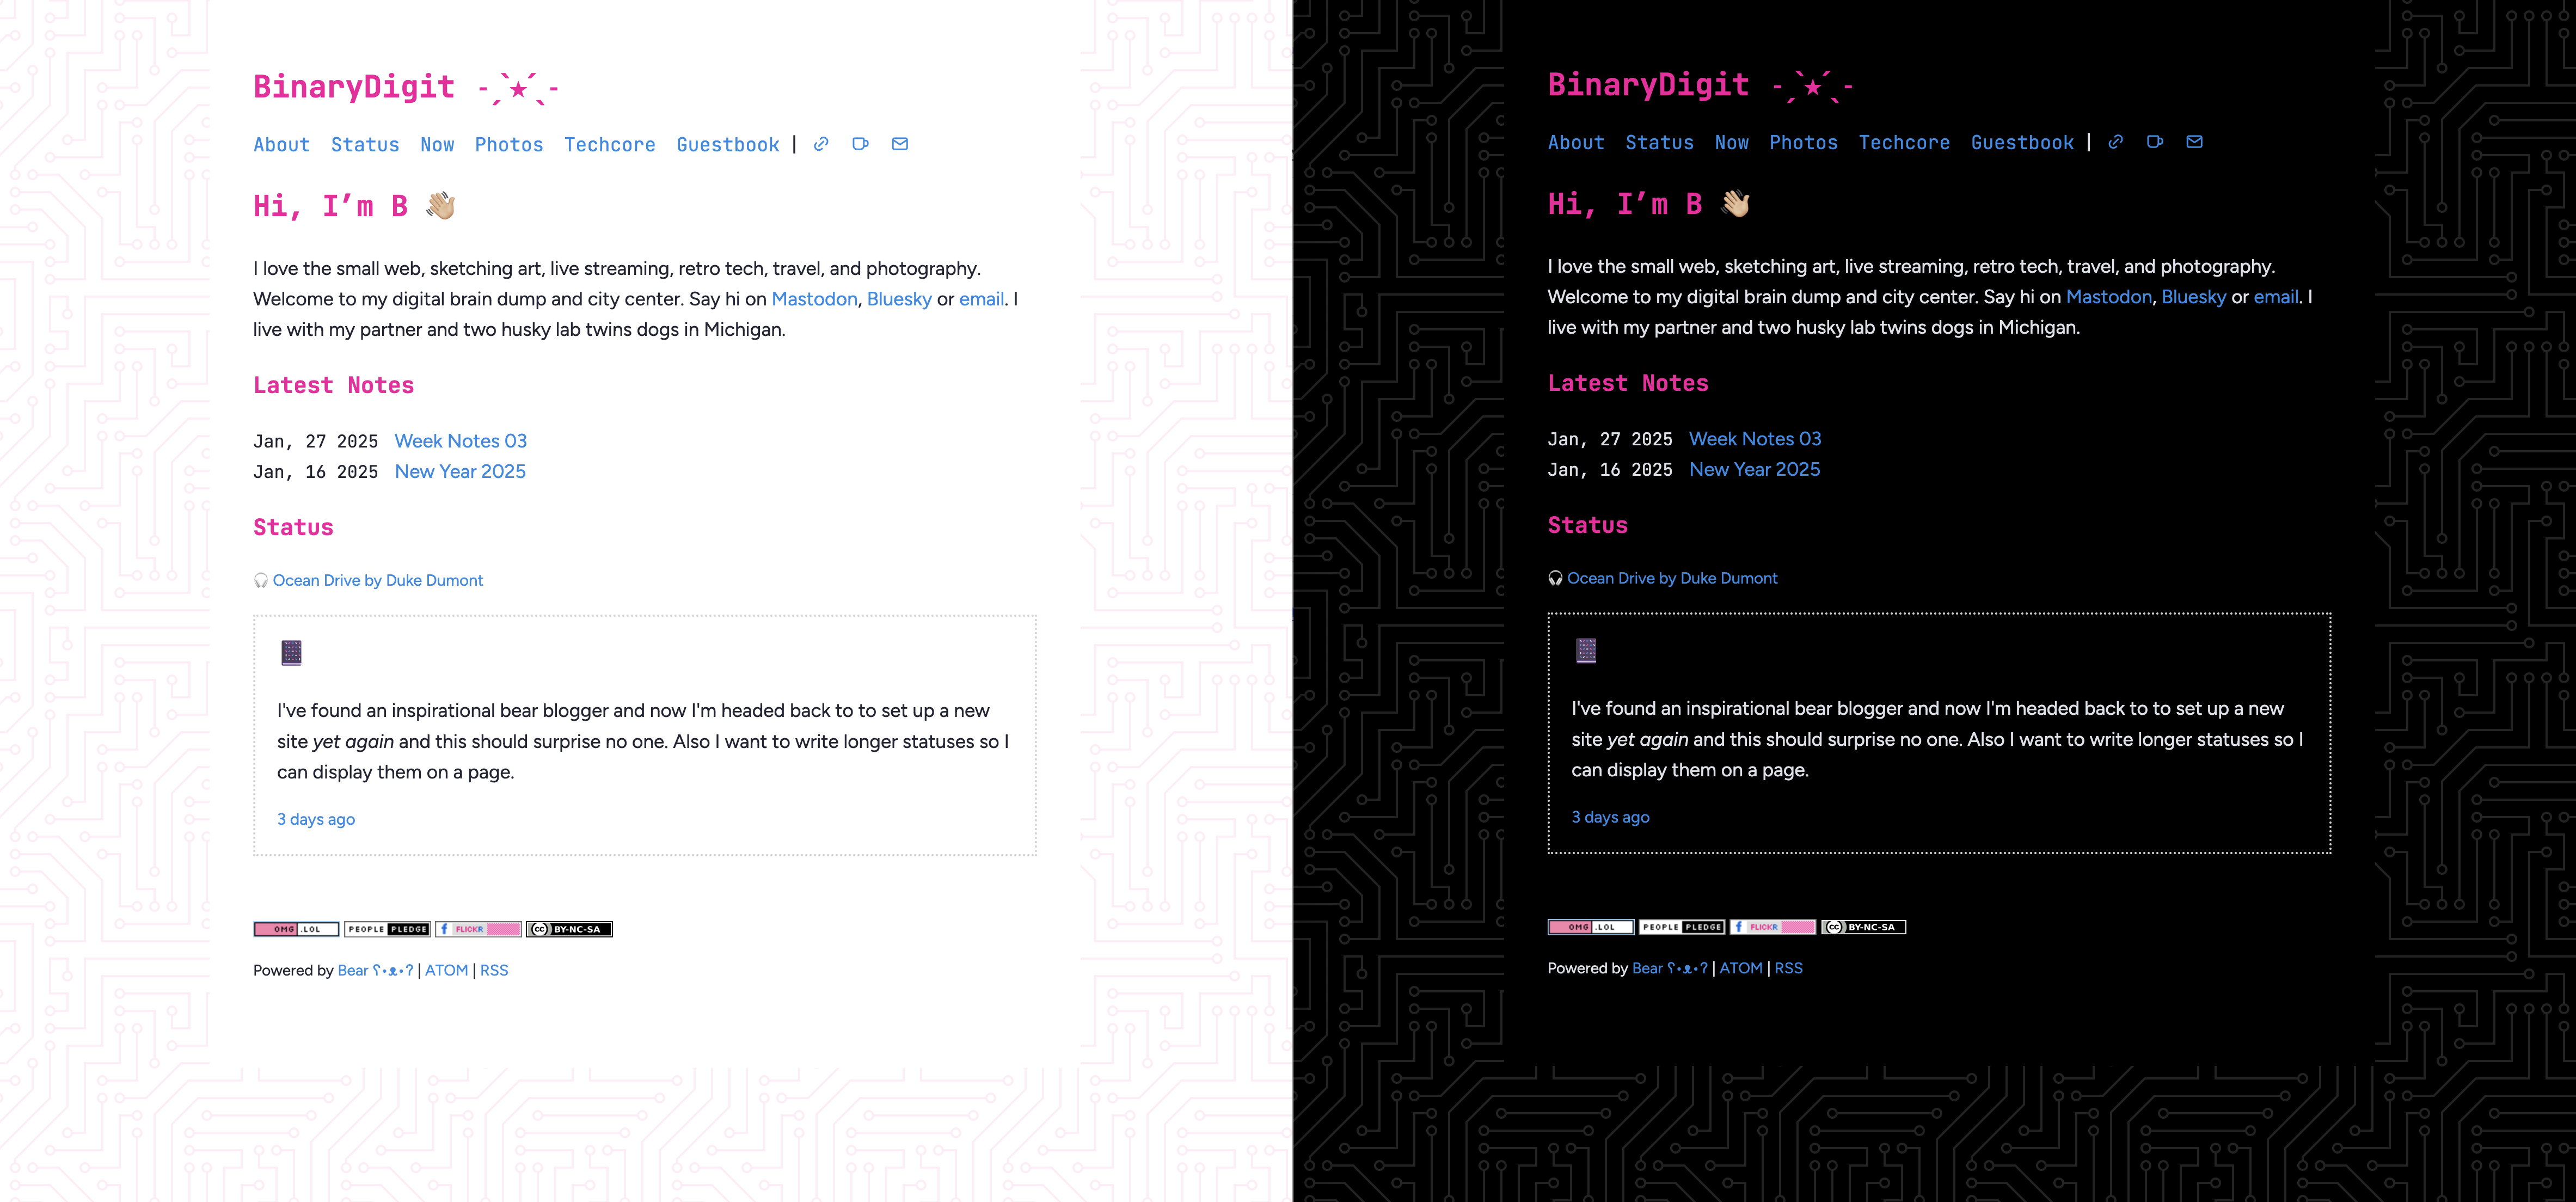 BinaryDigit -ˋˏ★ˎˊ-
About Status Now Photos Techcore Guestbook |
Hi, I’m B 👋🏼
I love the small web, sketching art, live streaming, retro tech, travel, and photography.
Welcome to my digital brain dump and city center. Say hi on Mastodon, Bluesky or email. I
live with my partner and two husky lab twins dogs in Michigan.
Latest Notes
Jan, 27 2025 Week Notes 03
Jan, 16 2025 New Year 2025
Status
🎧 Ocean Drive by Duke Dumont
I've found an inspirational bear blogger and now I'm headed back to to set up a new
site yet again and this should surprise no one. Also I want to write longer statuses so I
can display them on a page.
3 days ago
OMG .LOL PEOPLE PLEDGE FLICKR cc BY-NC-SA
Powered by Bear ʕ•ᴥ•ʔ | ATOM | RSS
BinaryDigit -ˋˏ★ˎˊ-
About Status Now Photos Techcore Guestbook |
Hi, I’m B 👋🏼
I love the small web, sketching art, live streaming, retro tech, travel, and photography.
Welcome to my digital brain dump and city center. Say hi on Mastodon, Bluesky or email. I
live with my partner and two husky lab twins dogs in Michigan.
Latest Notes
Jan, 27 2025 Week Notes 03
Jan, 16 2025 New Year 2025
Status
🎧 Ocean Drive by Duke Dumont
I've found an inspirational bear blogger and now I'm headed back to to set up a new
site yet again and this should surprise no one. Also I want to write longer statuses so I
can display them on a page.
3 days ago
OMG .LOL PEOPLE PLEDGE FLICKR cc BY-NC-SA
Powered by Bear ʕ•ᴥ•ʔ | ATOM | RSS